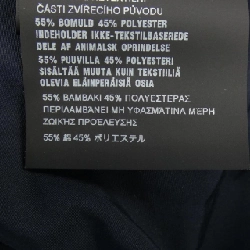 ČÁSTI ZVÍŘECÍHO PŮVODU
55% BOMULD 45% POLYESTER
INDEHOLDER IKKE-TEKSTILBASEREDE
DELE AF ANIMALSK OPRINDELSE
55% PUUVILLA 45% POLYESTERI
SISÄLTÄÄ MUUTA KUIN TEKSTIILIÄ
OLEVIA ELÄINPERÄISIÄ OSIA
55% ΒΑΜΒΑΚΙ 45% ΠΟΛΥΕΣΤΕΡΑΣ
ΠΕΡΙΛΑΜΒΑΝΕΙ ΜΗ ΥΦΑΣΜΑΤΙΝΑ ΜΕΡΗ
ΖΩΙΚΗΣ ΠΡΟΕΛΕΥΣΗΣ
55% 綿 45% ポリエステル